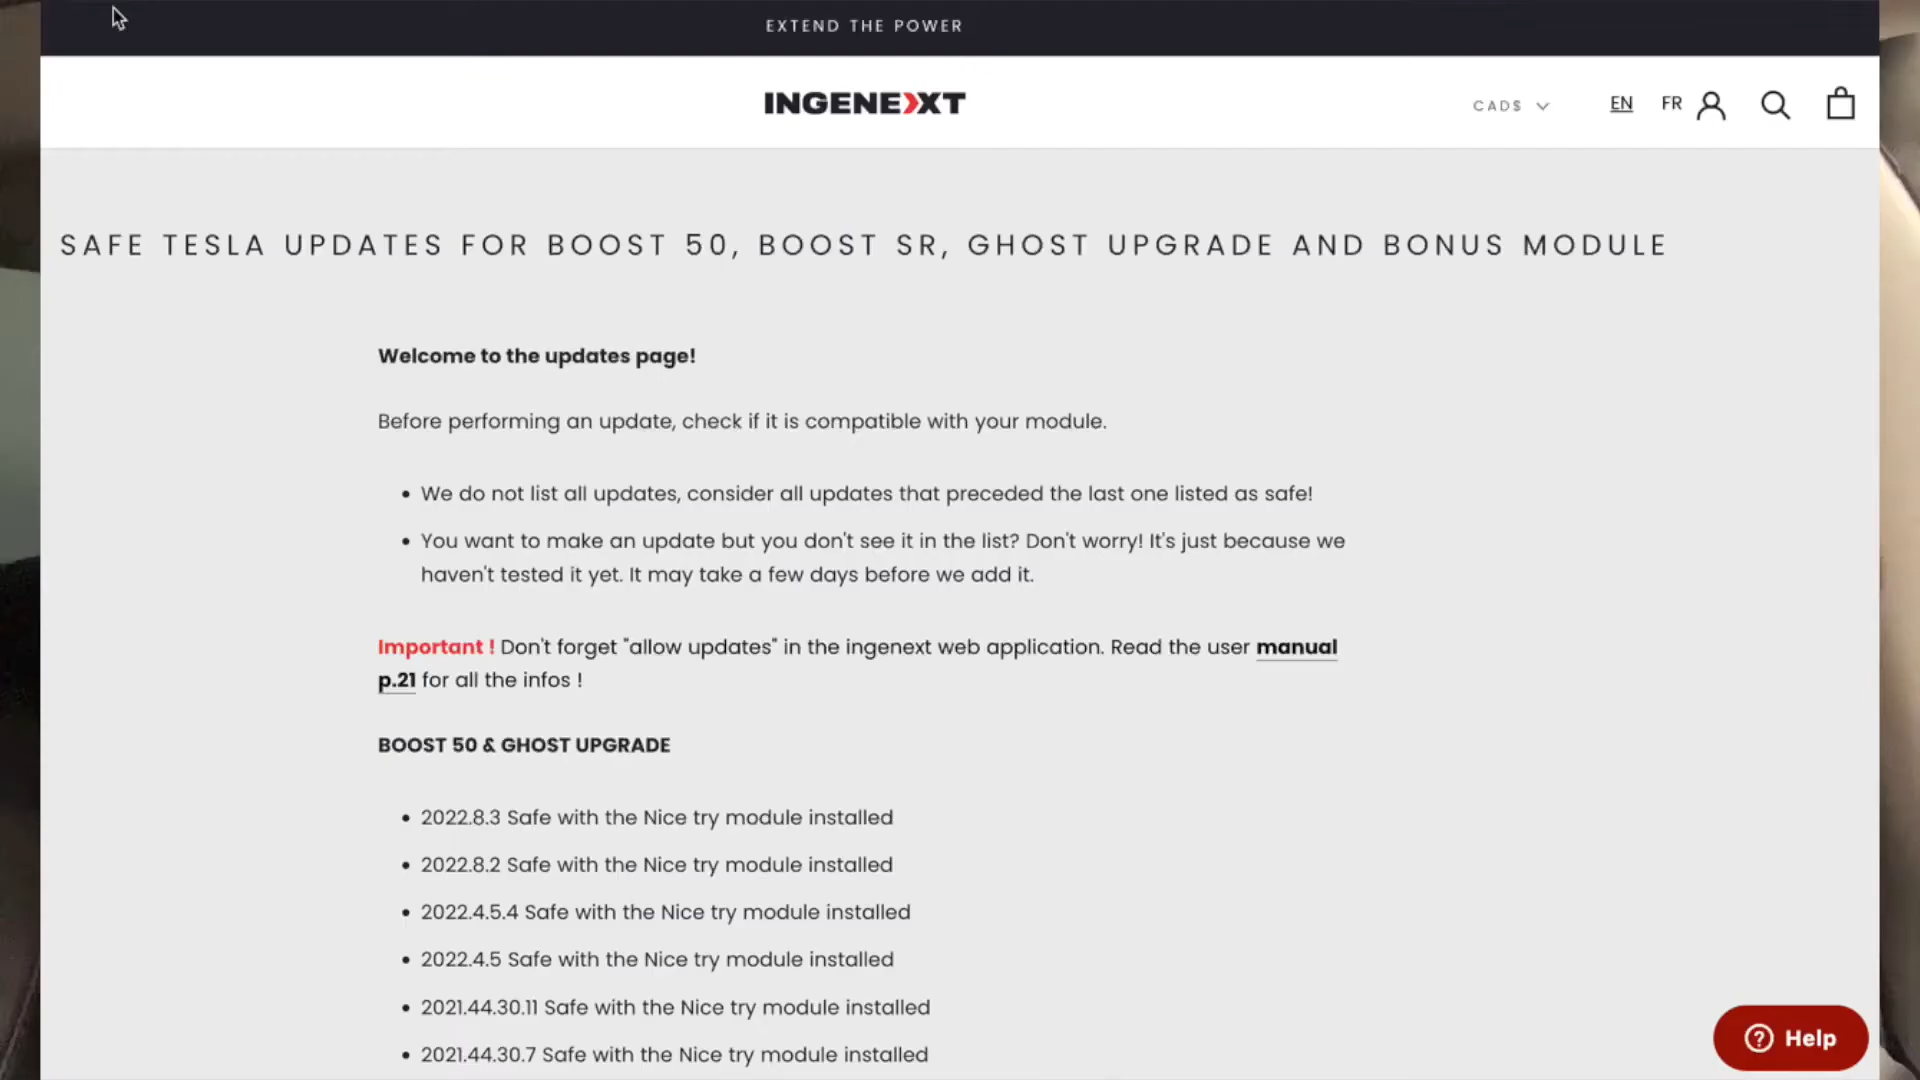 EXTEND THE POWER
INGENEXT
CAD$
EN
FR
SAFE TESLA UPDATES FOR BOOST 50, BOOST SR, GHOST UPGRADE AND BONUS MODULE
Welcome to the updates page!
Before performing an update, check if it is compatible with your module.
• We do not list all updates, consider all updates that preceded the last one listed as safe!
• You want to make an update but you don't see it in the list? Don't worry! It's just because we
haven't tested it yet. It may take a few days before we add it.
Important ! Don't forget "allow updates" in the ingenext web application. Read the user manual
p.21 for all the infos !
BOOST 50 & GHOST UPGRADE
• 2022.8.3 Safe with the Nice try module installed
• 2022.8.2 Safe with the Nice try module installed
• 2022.4.5.4 Safe with the Nice try module installed
• 2022.4.5 Safe with the Nice try module installed
• 2021.44.30.11 Safe with the Nice try module installed
• 2021.44.30.7 Safe with the Nice try module installed
Help